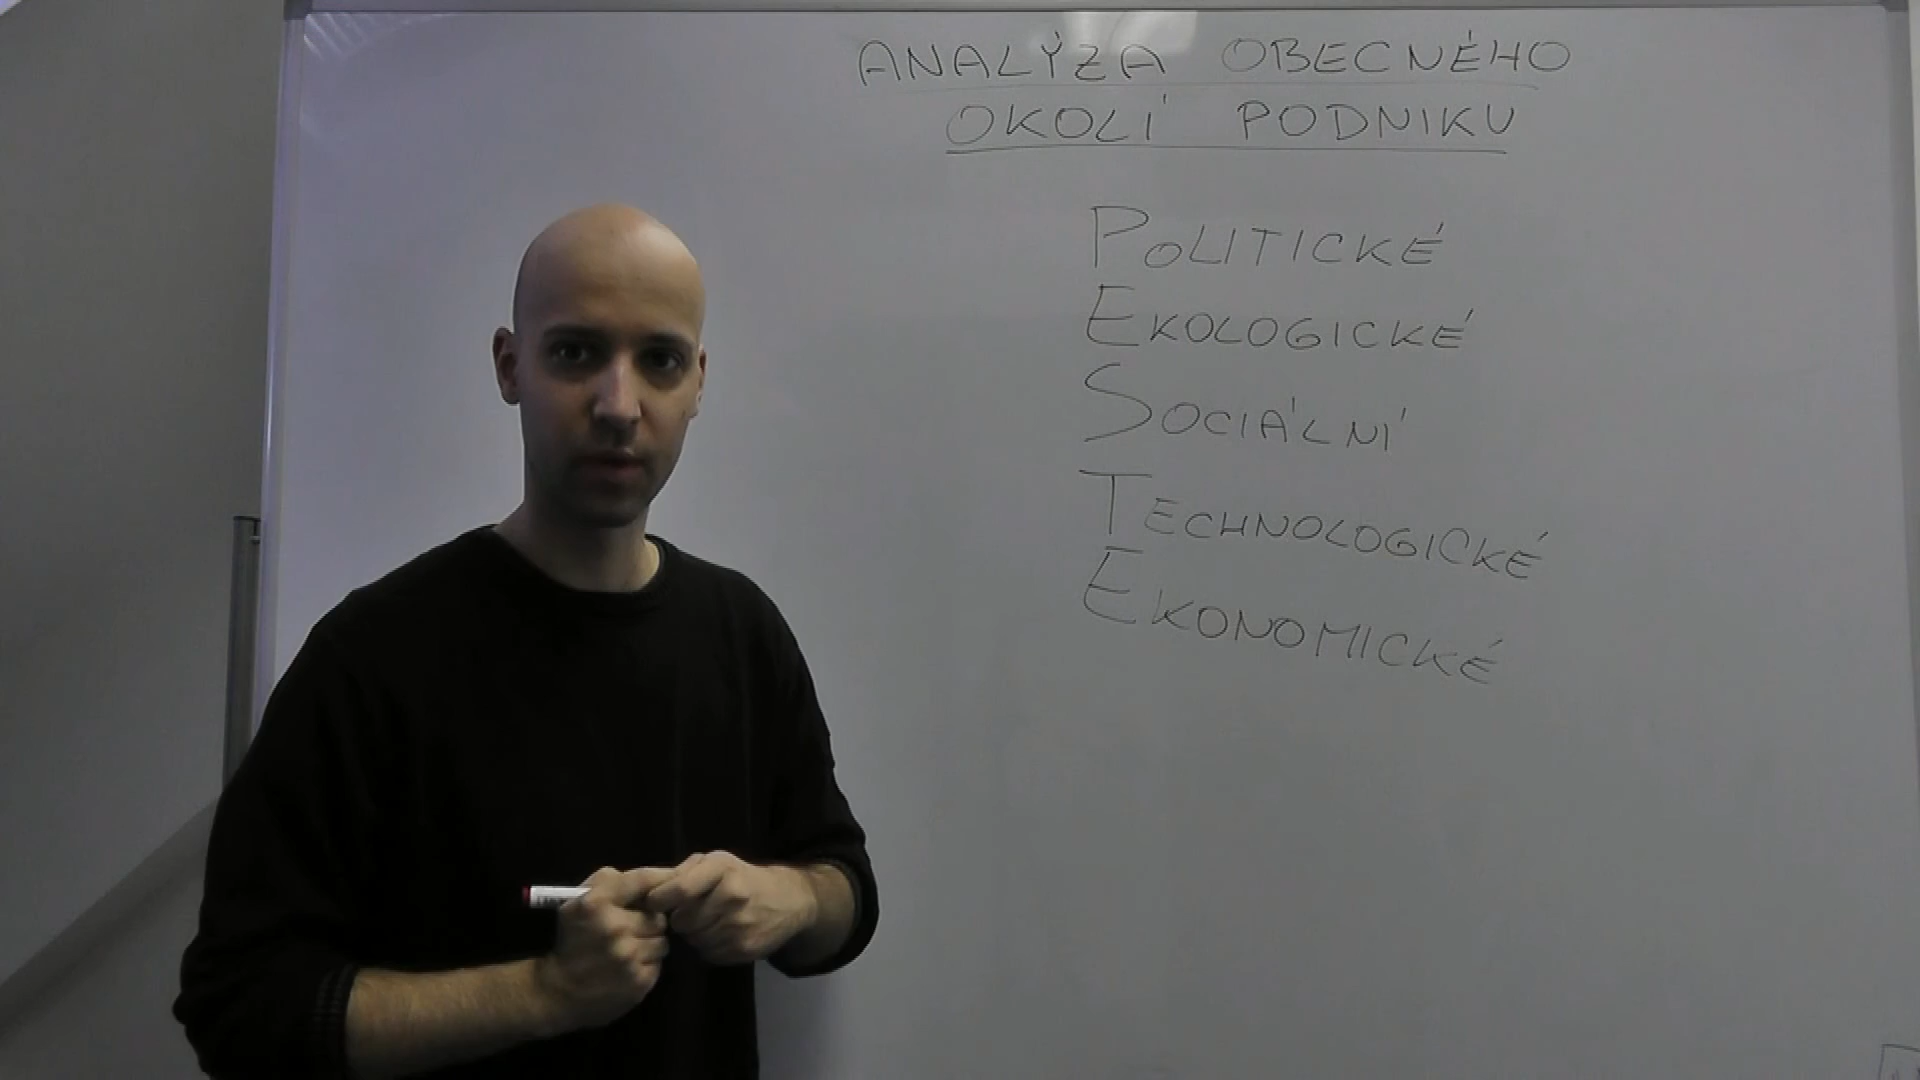 ANALÝZA OBECNÉHO
OKOLÍ PODNIKU
POLITICKÉ
EKOLOGICKÉ
SOCIÁLNÍ
TECHNOLOGICKÉ
EKONOMICKÉ